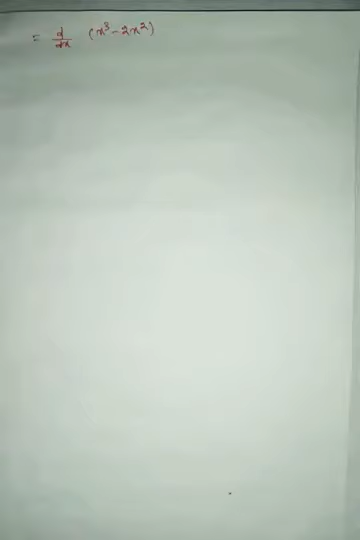 = d/dx (x³ - 2x²)